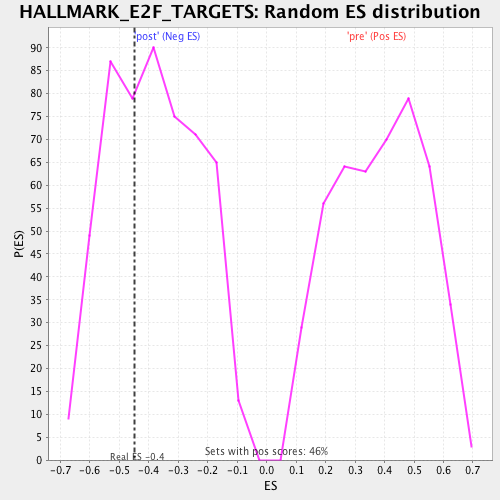 HALLMARK_E2F_TARGETS: Random ES distribution
'post' (Neg ES)
'pre' (Pos ES)
90
85
80
75
70
65
60
55
50
45
40
35
30
25
20
15
10
5
0
P(ES)
Real ES -0.4
Sets with pos scores: 46%
-0.7 -0.6 -0.5 -0.4 -0.3 -0.2 -0.1 0.0 0.1 0.2 0.3 0.4 0.5 0.6 0.7
ES